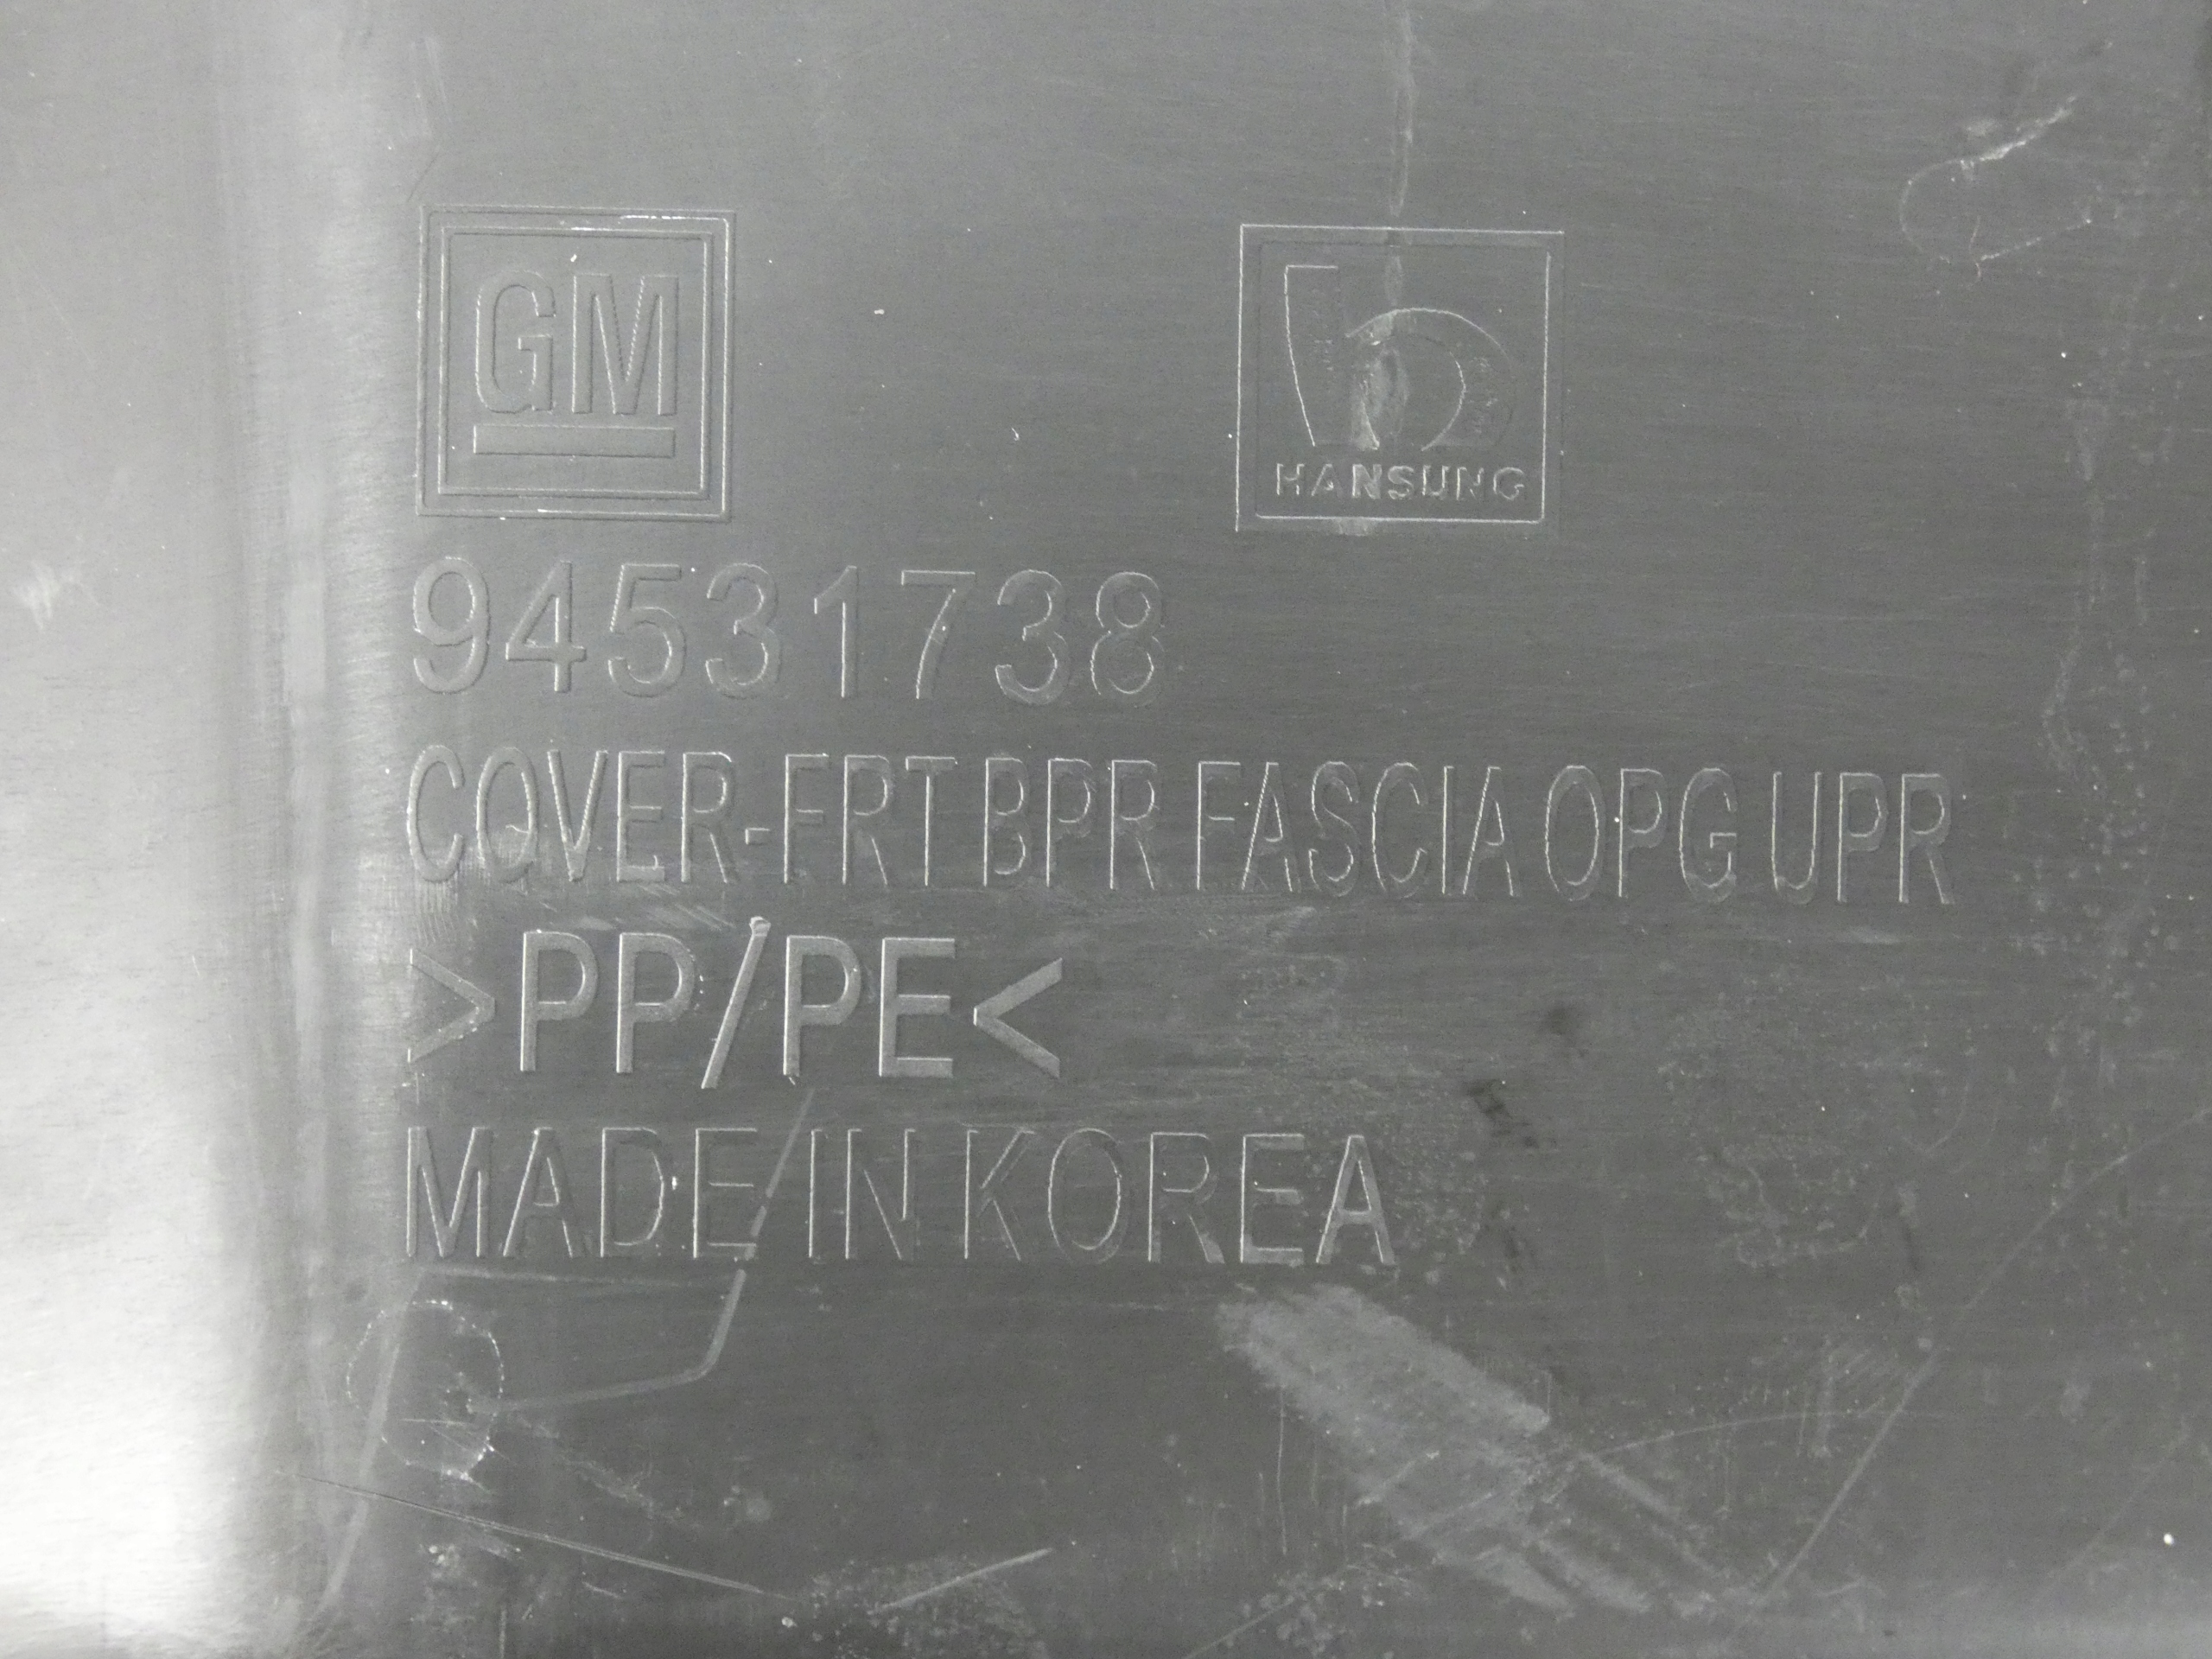 GM
HANSUNG
94531738
COVER-FRT BPR FASCIA OPG UPR
>PP/PE<
MADE IN KOREA